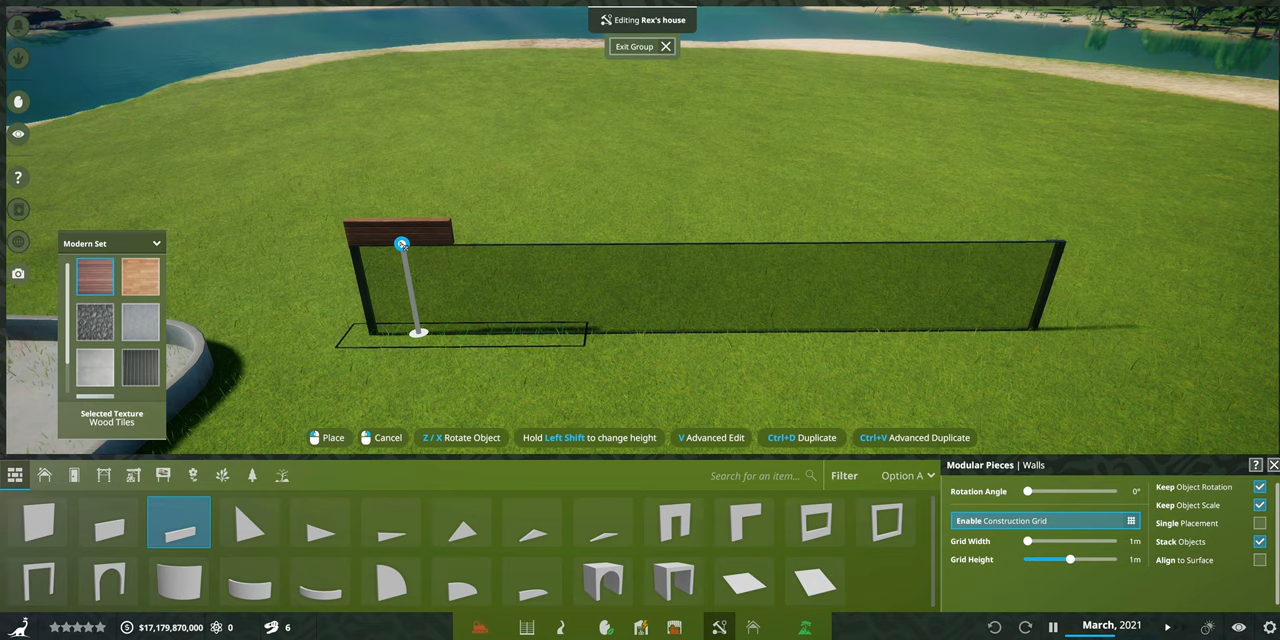 Editing Rex's house
Exit Group
?
Modern Set
Selected Texture
Wood Tiles
Place
Cancel
Z / X Rotate Object
Hold Left Shift to change height
V Advanced Edit
Ctrl+D Duplicate
Ctrl+V Advanced Duplicate
Search for an item...
Filter
Option A
Modular Pieces | Walls
?
Rotation Angle
0°
Enable Construction Grid
Grid Width
1m
Grid Height
1m
Keep Object Rotation
Keep Object Scale
Single Placement
Stack Objects
Align to Surface
$17,179,870,000
0
6
March, 2021